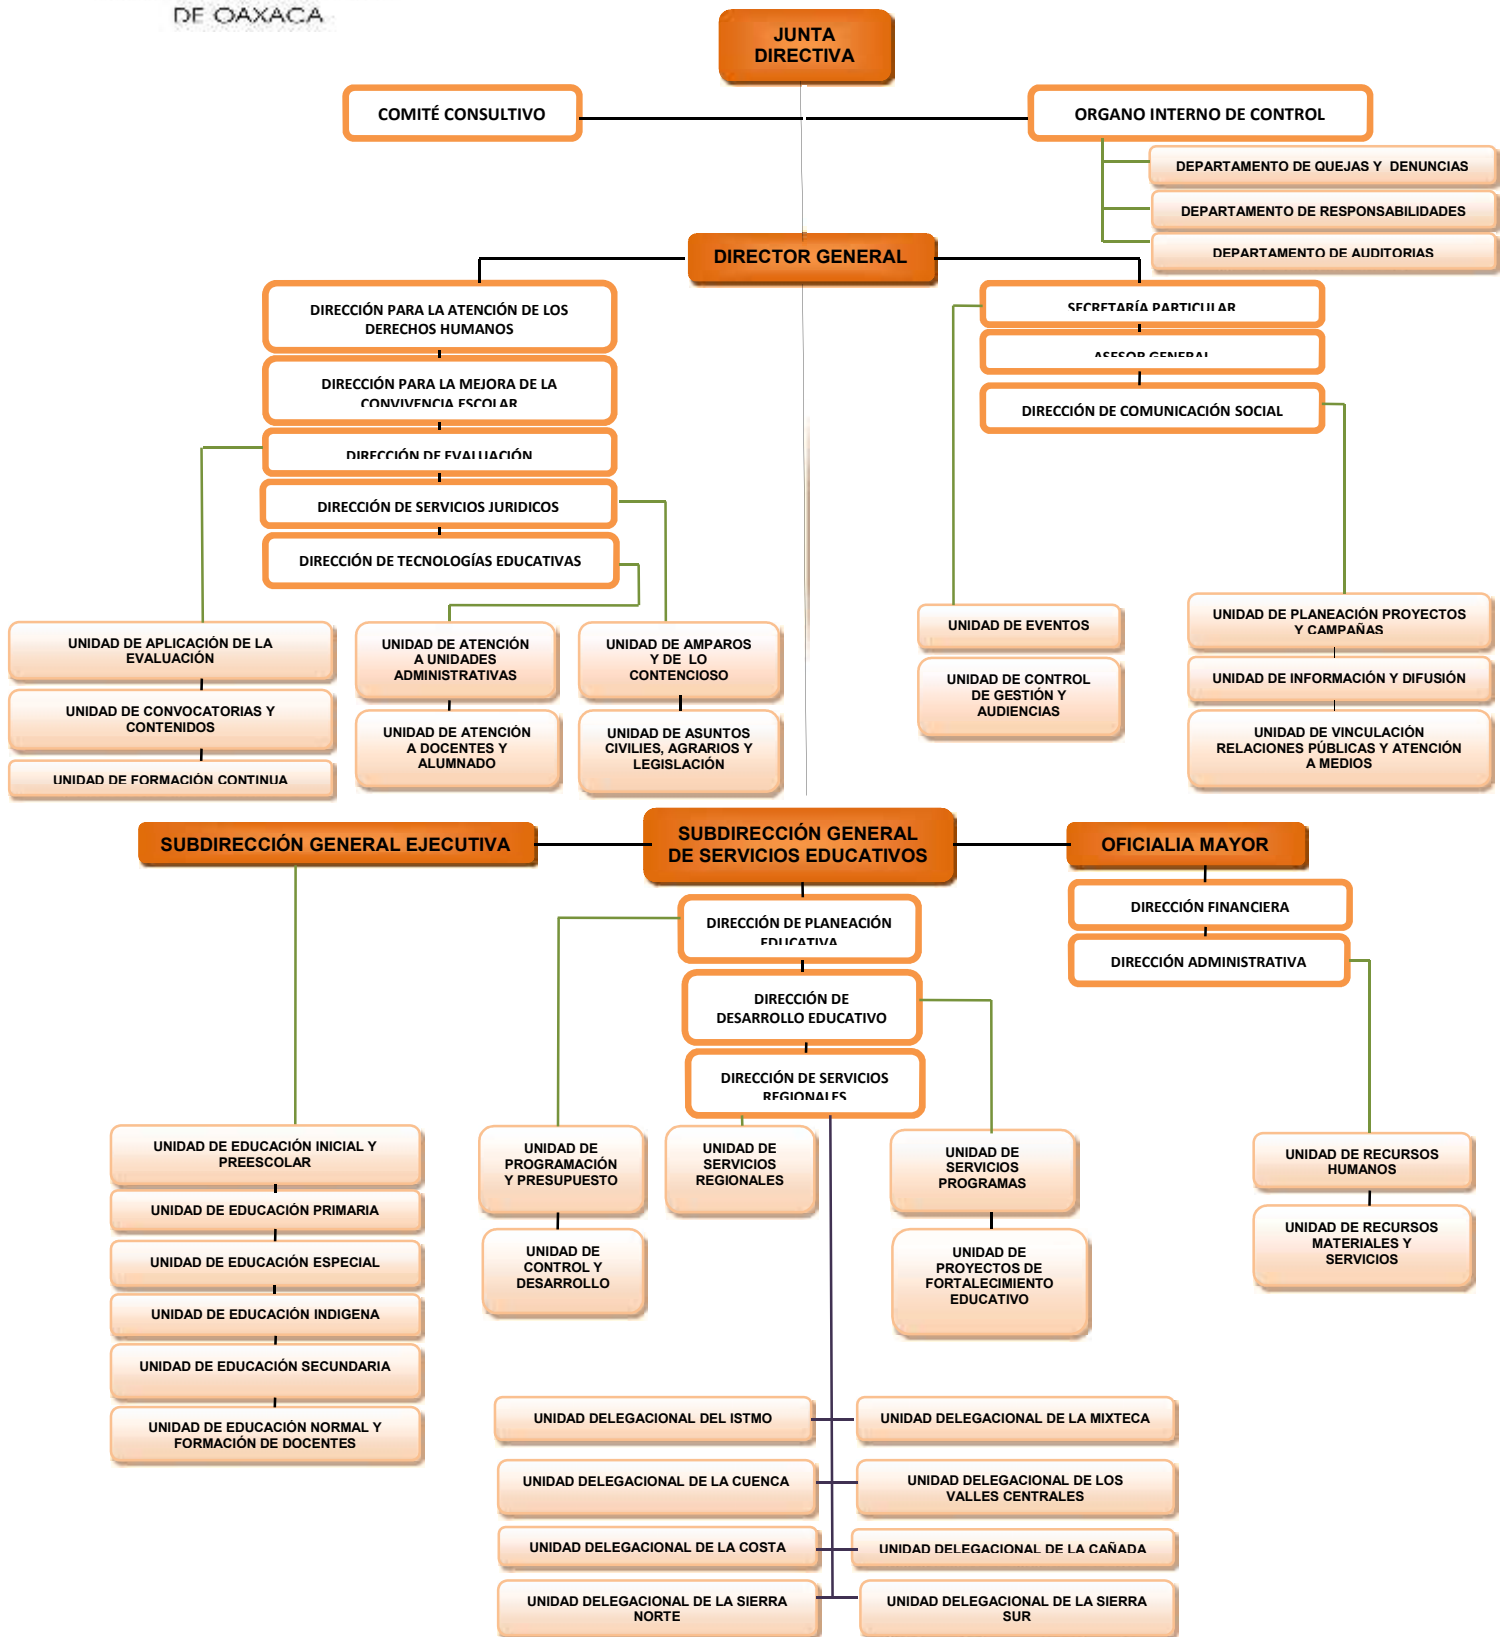 DE OAXACA
JUNTA
DIRECTIVA
COMITÉ CONSULTIVO
ORGANO INTERNO DE CONTROL
DEPARTAMENTO DE QUEJAS Y DENUNCIAS
DEPARTAMENTO DE RESPONSABILIDADES
DEPARTAMENTO DE AUDITORIAS
DIRECTOR GENERAL
DIRECCIÓN PARA LA ATENCIÓN DE LOS
DERECHOS HUMANOS
DIRECCIÓN PARA LA MEJORA DE LA
CONVIVENCIA ESCOLAR
DIRECCIÓN DE EVALUACIÓN
DIRECCIÓN DE SERVICIOS JURIDICOS
DIRECCIÓN DE TECNOLOGÍAS EDUCATIVAS
SECRETARÍA PARTICULAR
ASESOR GENERAL
DIRECCIÓN DE COMUNICACIÓN SOCIAL
UNIDAD DE APLICACIÓN DE LA
EVALUACIÓN
UNIDAD DE CONVOCATORIAS Y
CONTENIDOS
UNIDAD DE FORMACIÓN CONTINUA
UNIDAD DE ATENCIÓN
A UNIDADES
ADMINISTRATIVAS
UNIDAD DE ATENCIÓN
A DOCENTES Y
ALUMNADO
UNIDAD DE AMPAROS
Y DE LO
CONTENCIOSO
UNIDAD DE ASUNTOS
CIVILIES, AGRARIOS Y
LEGISLACIÓN
UNIDAD DE EVENTOS
UNIDAD DE CONTROL
DE GESTIÓN Y
AUDIENCIAS
UNIDAD DE PLANEACIÓN PROYECTOS
Y CAMPAÑAS
UNIDAD DE INFORMACIÓN Y DIFUSIÓN
UNIDAD DE VINCULACIÓN
RELACIONES PÚBLICAS Y ATENCIÓN
A MEDIOS
SUBDIRECCIÓN GENERAL EJECUTIVA
SUBDIRECCIÓN GENERAL
DE SERVICIOS EDUCATIVOS
OFICIALIA MAYOR
DIRECCIÓN DE PLANEACIÓN
EDUCATIVA
DIRECCIÓN DE
DESARROLLO EDUCATIVO
DIRECCIÓN DE SERVICIOS
REGIONALES
DIRECCIÓN FINANCIERA
DIRECCIÓN ADMINISTRATIVA
UNIDAD DE EDUCACIÓN INICIAL Y
PREESCOLAR
UNIDAD DE EDUCACIÓN PRIMARIA
UNIDAD DE EDUCACIÓN ESPECIAL
UNIDAD DE EDUCACIÓN INDIGENA
UNIDAD DE EDUCACIÓN SECUNDARIA
UNIDAD DE EDUCACIÓN NORMAL Y
FORMACIÓN DE DOCENTES
UNIDAD DE
PROGRAMACIÓN
Y PRESUPUESTO
UNIDAD DE
CONTROL Y
DESARROLLO
UNIDAD DE
SERVICIOS
REGIONALES
UNIDAD DE
SERVICIOS
PROGRAMAS
UNIDAD DE
PROYECTOS DE
FORTALECIMIENTO
EDUCATIVO
UNIDAD DE RECURSOS
HUMANOS
UNIDAD DE RECURSOS
MATERIALES Y
SERVICIOS
UNIDAD DELEGACIONAL DEL ISTMO
UNIDAD DELEGACIONAL DE LA MIXTECA
UNIDAD DELEGACIONAL DE LA CUENCA
UNIDAD DELEGACIONAL DE LOS
VALLES CENTRALES
UNIDAD DELEGACIONAL DE LA COSTA
UNIDAD DELEGACIONAL DE LA CAÑADA
UNIDAD DELEGACIONAL DE LA SIERRA
NORTE
UNIDAD DELEGACIONAL DE LA SIERRA
SUR